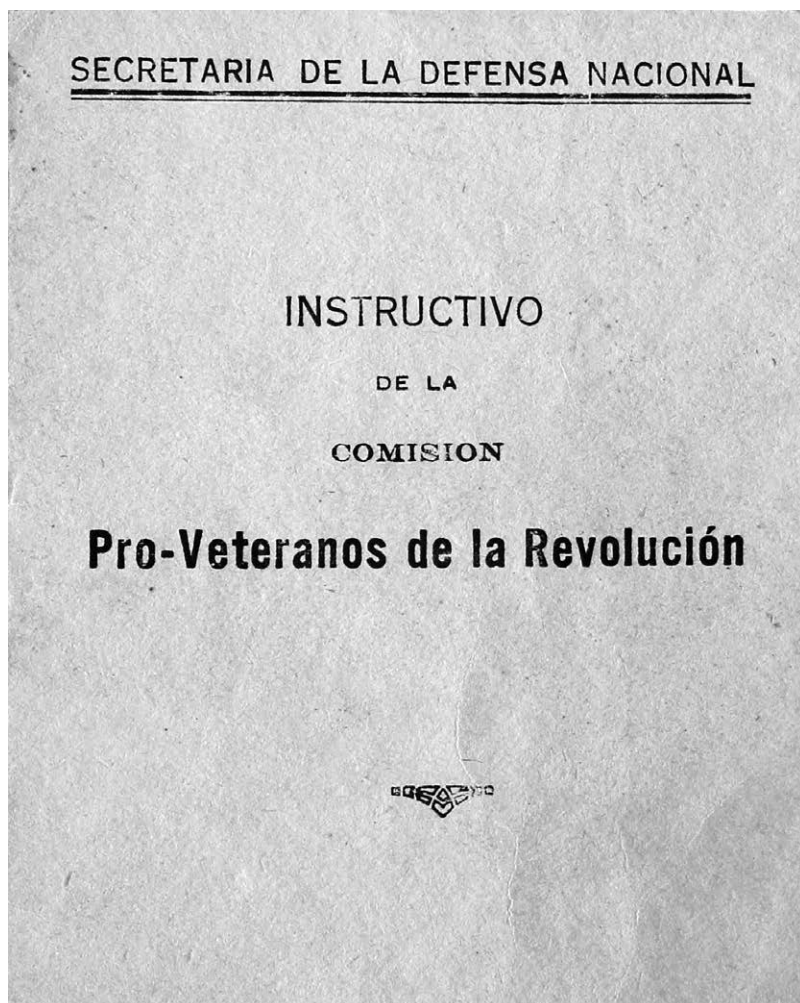 SECRETARIA DE LA DEFENSA NACIONAL
INSTRUCTIVO
DE LA
COMISION
Pro-Veteranos de la Revolución